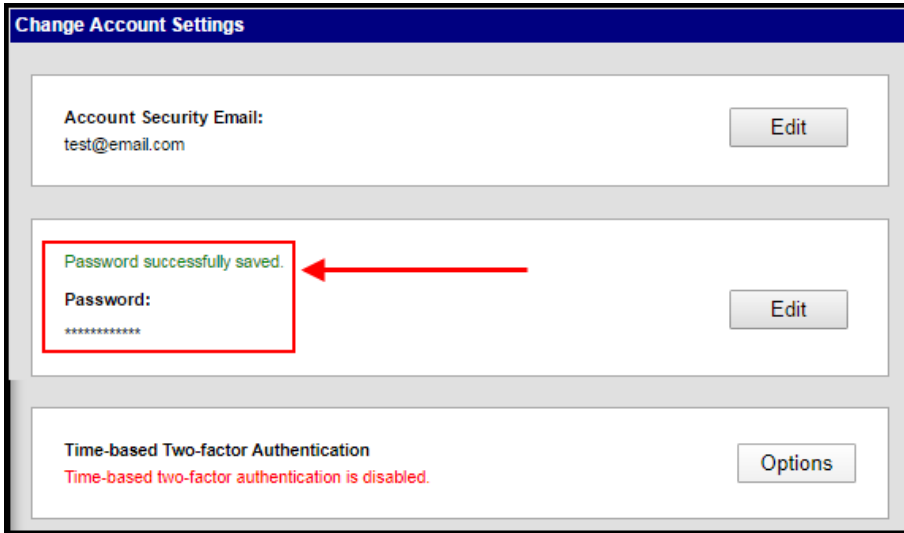 Change Account Settings
Account Security Email:
test@email.com
Edit
Password successfully saved.
Password:
************
Edit
Time-based Two-factor Authentication
Time-based two-factor authentication is disabled.
Options